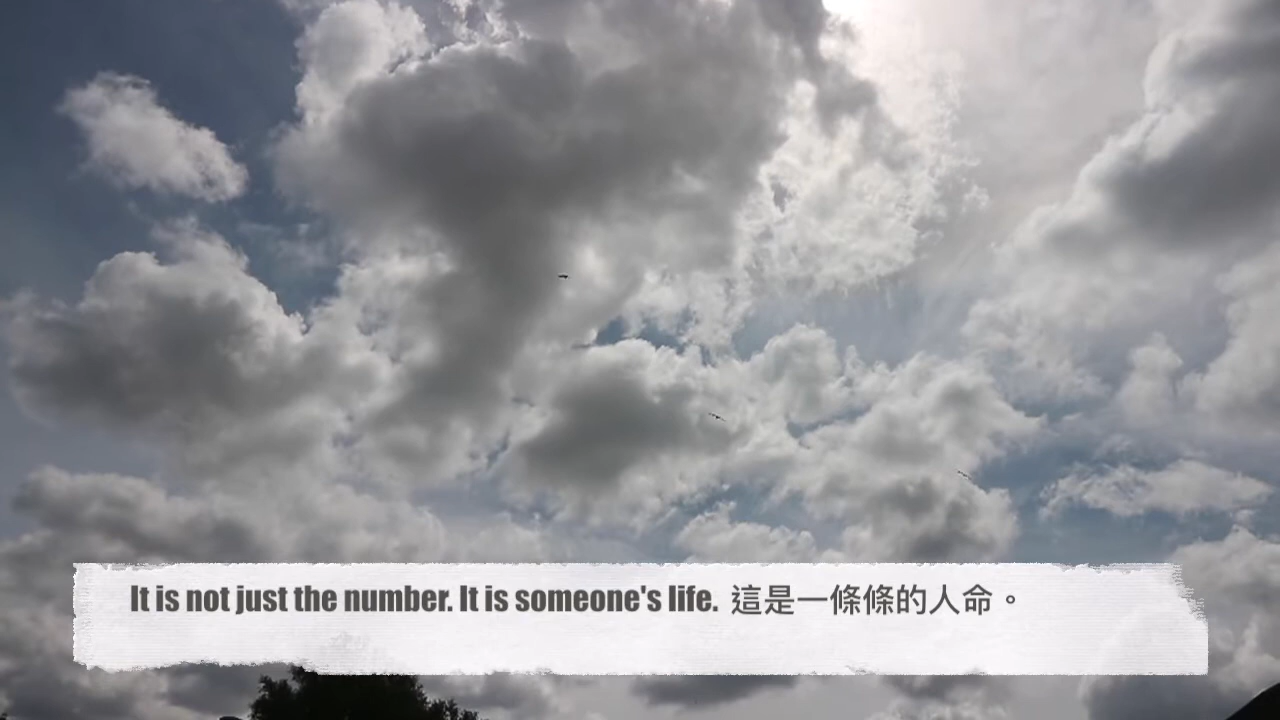 It is not just the number. It is someone's life. 這是一條條的人命。